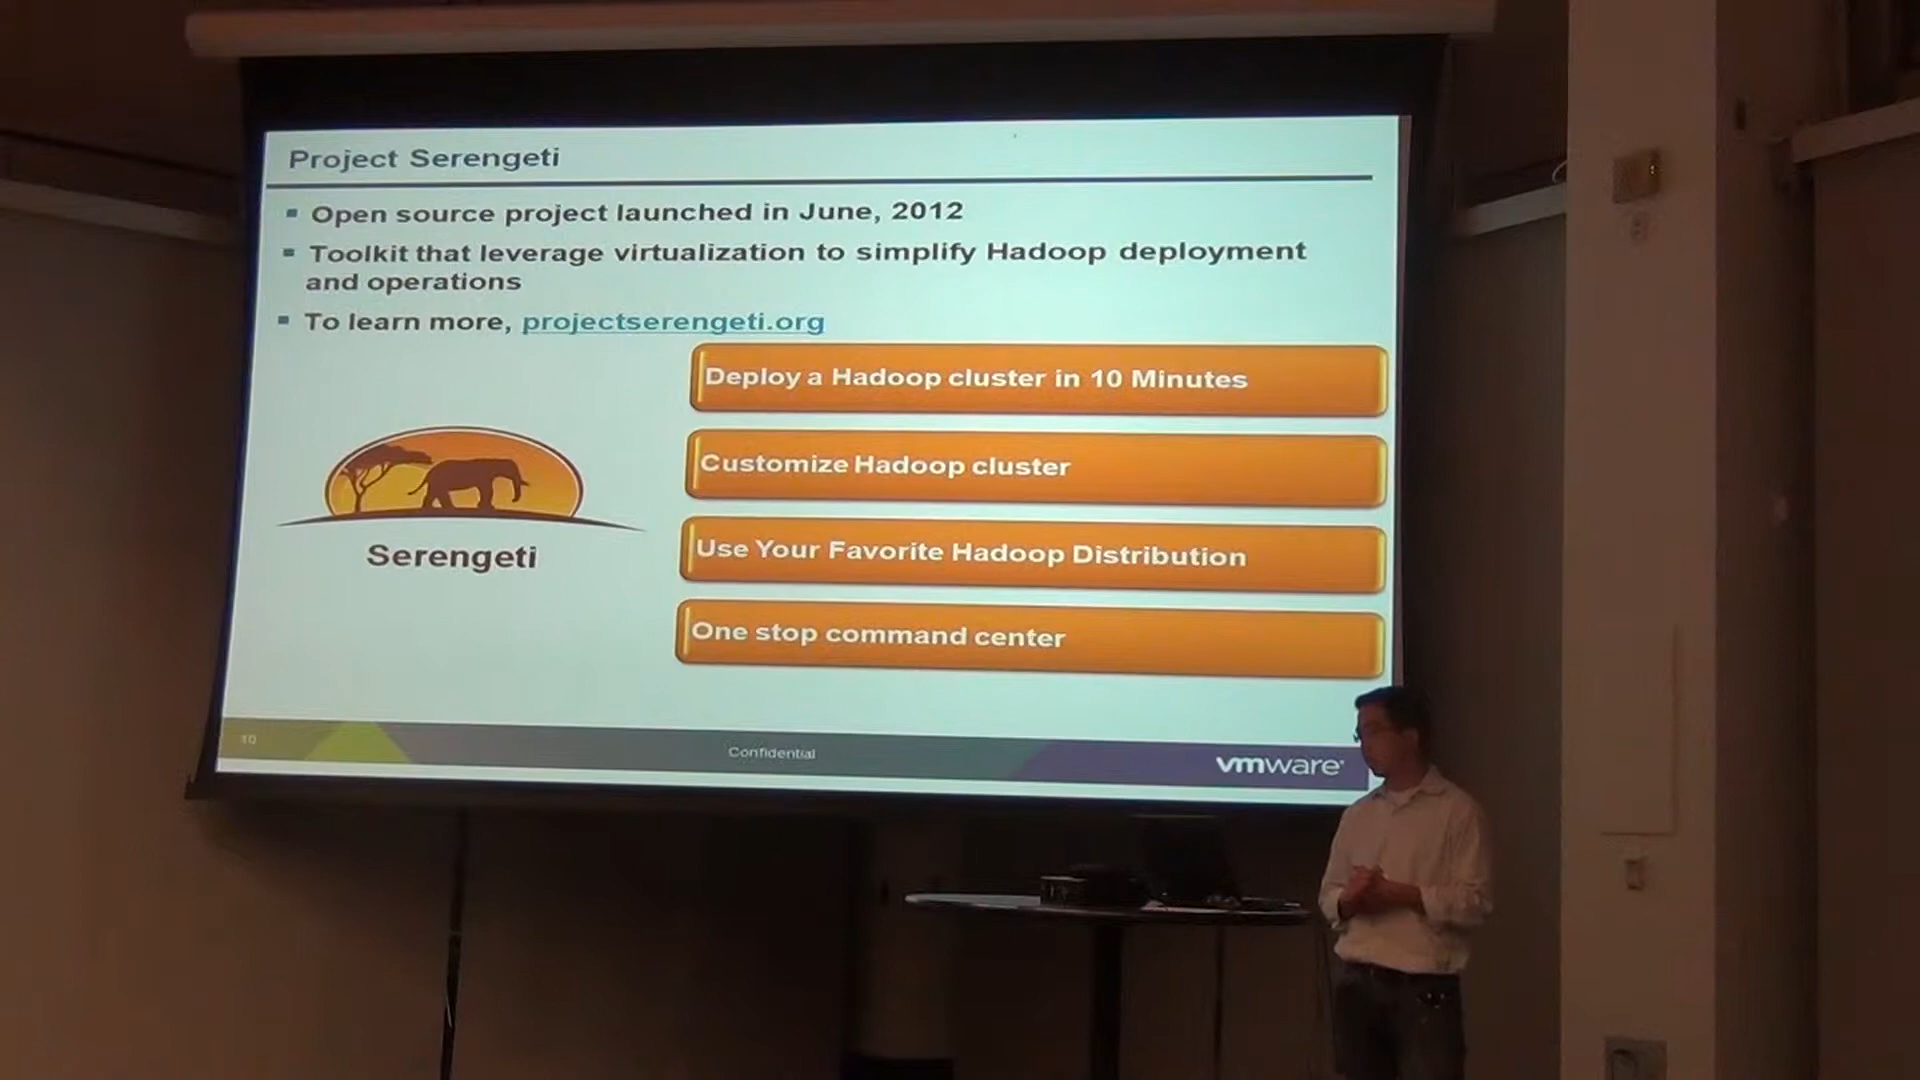 Project Serengeti
Open source project launched in June, 2012
Toolkit that leverage virtualization to simplify Hadoop deployment
and operations
To learn more, projectserengeti.org
Deploy a Hadoop cluster in 10 Minutes
Customize Hadoop cluster
Use Your Favorite Hadoop Distribution
One stop command center
Serengeti
10
Confidential
vmware